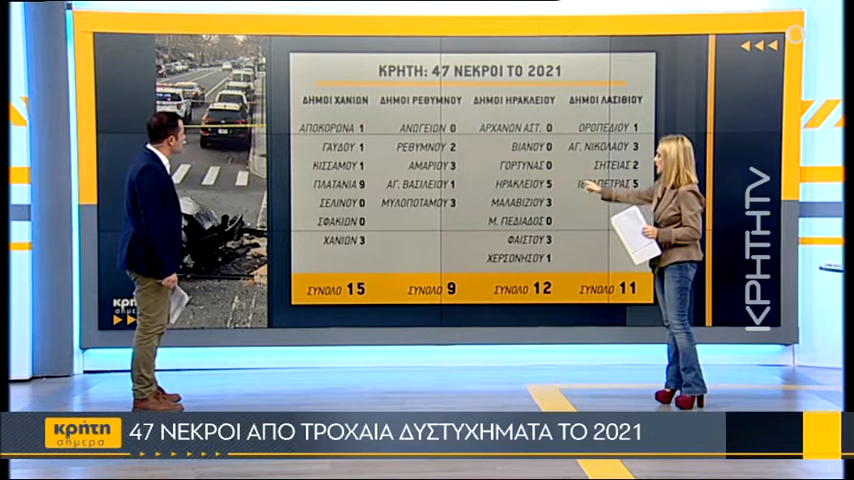 ΚΡΗΤΗ: 47 ΝΕΚΡΟΙ ΤΟ 2021
ΔΗΜΟΙ ΧΑΝΙΩΝ
ΑΠΟΚΟΡΩΝΑ 1
ΓΑΥΔΟΥ 1
ΚΙΣΣΑΜΟΥ 1
ΠΛΑΤΑΝΙΑ 9
ΣΕΛΙΝΟΥ 0
ΣΦΑΚΙΩΝ 0
ΧΑΝΙΩΝ 3
ΣΥΝΟΛΟ 15
ΔΗΜΟΙ ΡΕΘΥΜΝΟΥ
ΑΝΩΓΕΙΩΝ 0
ΡΕΘΥΜΝΟΥ 2
ΑΜΑΡΙΟΥ 3
ΑΓ. ΒΑΣΙΛΕΙΟΥ 1
ΜΥΛΟΠΟΤΑΜΟΥ 3
ΣΥΝΟΛΟ 9
ΔΗΜΟΙ ΗΡΑΚΛΕΙΟΥ
ΑΡΧΑΝΩΝ ΑΣΤ. 0
ΒΙΑΝΟΥ 0
ΓΟΡΤΥΝΑΣ 0
ΗΡΑΚΛΕΙΟΥ 5
ΜΑΛΑΒΙΖΙΟΥ 3
Μ. ΠΕΔΙΑΔΟΣ 0
ΦΑΙΣΤΟΥ 3
ΧΕΡΣΟΝΗΣΟΥ 1
ΣΥΝΟΛΟ 12
ΔΗΜΟΙ ΛΑΣΙΘΙΟΥ
ΟΡΟΠΕΔΙΟΥ 1
ΑΓ. ΝΙΚΟΛΑΟΥ 3
ΣΗΤΕΙΑΣ 2
5
ΣΥΝΟΛΟ 11
κρήτη
σήμερα
ΚΡΗΤΗTV
κρήτη
σήμερα
47 ΝΕΚΡΟΙ ΑΠΟ ΤΡΟΧΑΙΑ ΔΥΣΤΥΧΗΜΑΤΑ ΤΟ 2021